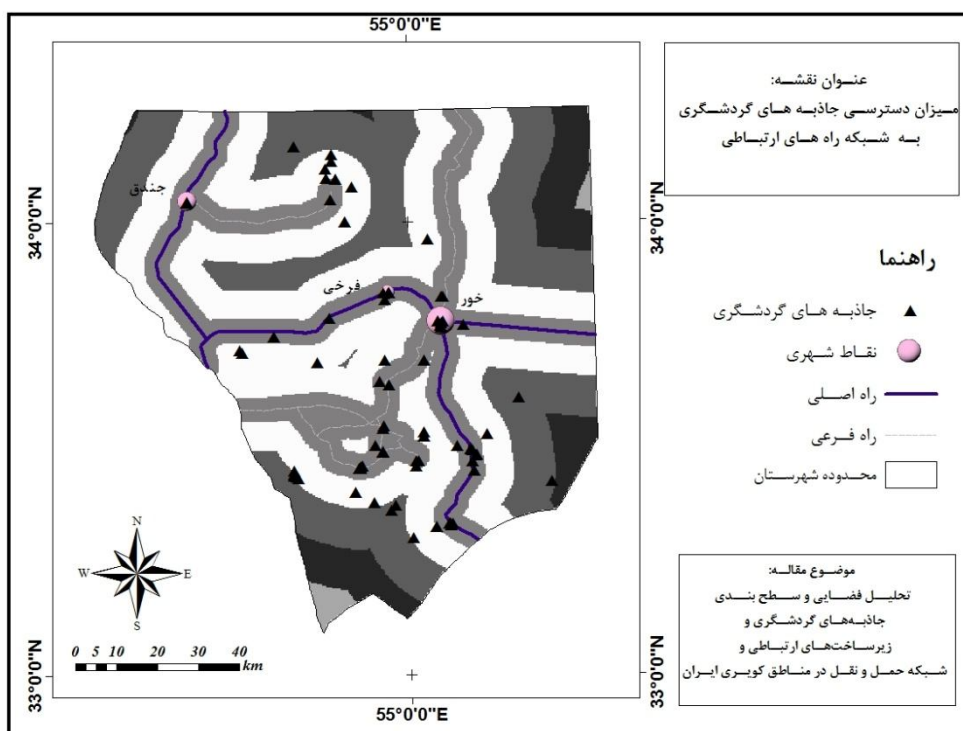 55°0'0"E
عنوان نقشه:
میزان دسترسی جاذبه های گردشگری
به شبکه راه های ارتباطی
34°0'0"N
34°0'0"N
جندق
فرخی
خور
راهنما
جاذبه های گردشگری
نقاط شهری
راه اصلی
راه فرعی
محدوده شهرستان
N
W
E
S
0 5 10 20 30 40
km
موضوع مقاله:
تحلیل فضایی و سطح بندی
جاذبه‌های گردشگری و
زیرساخت‌های ارتباطی و
شبکه حمل و نقل در مناطق کویری ایران
33°0'0"N
33°0'0"N
55°0'0"E